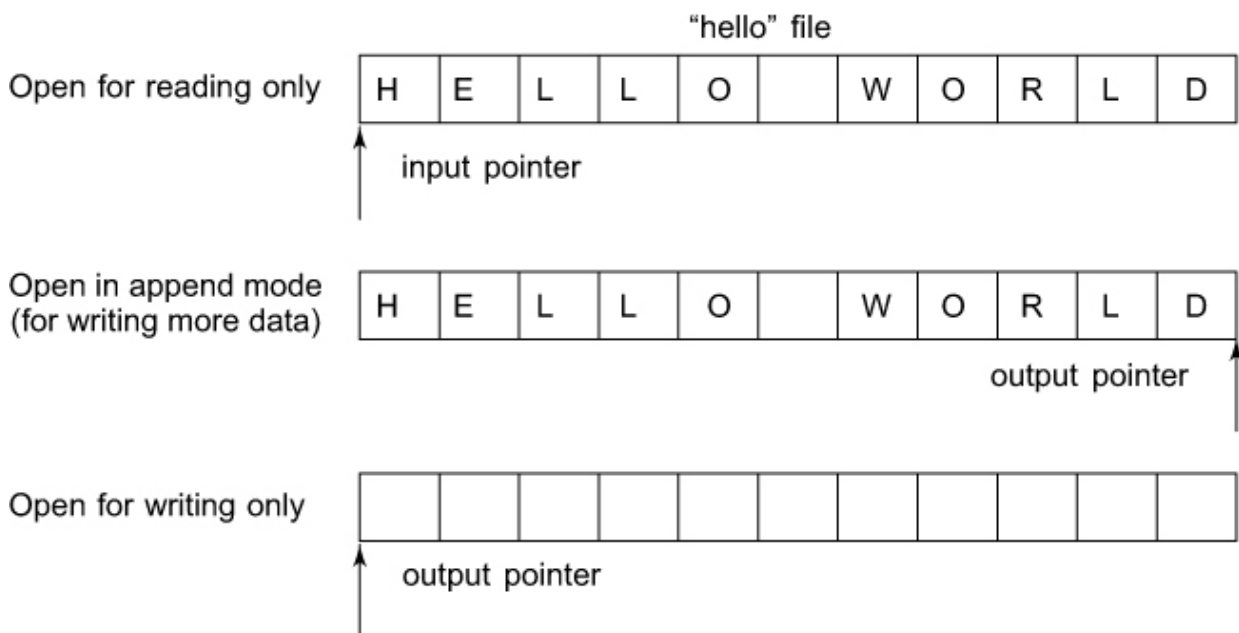 “hello” file
Open for reading only H E L L O W O R L D
input pointer
Open in append mode
(for writing more data) H E L L O W O R L D
output pointer
Open for writing only
output pointer